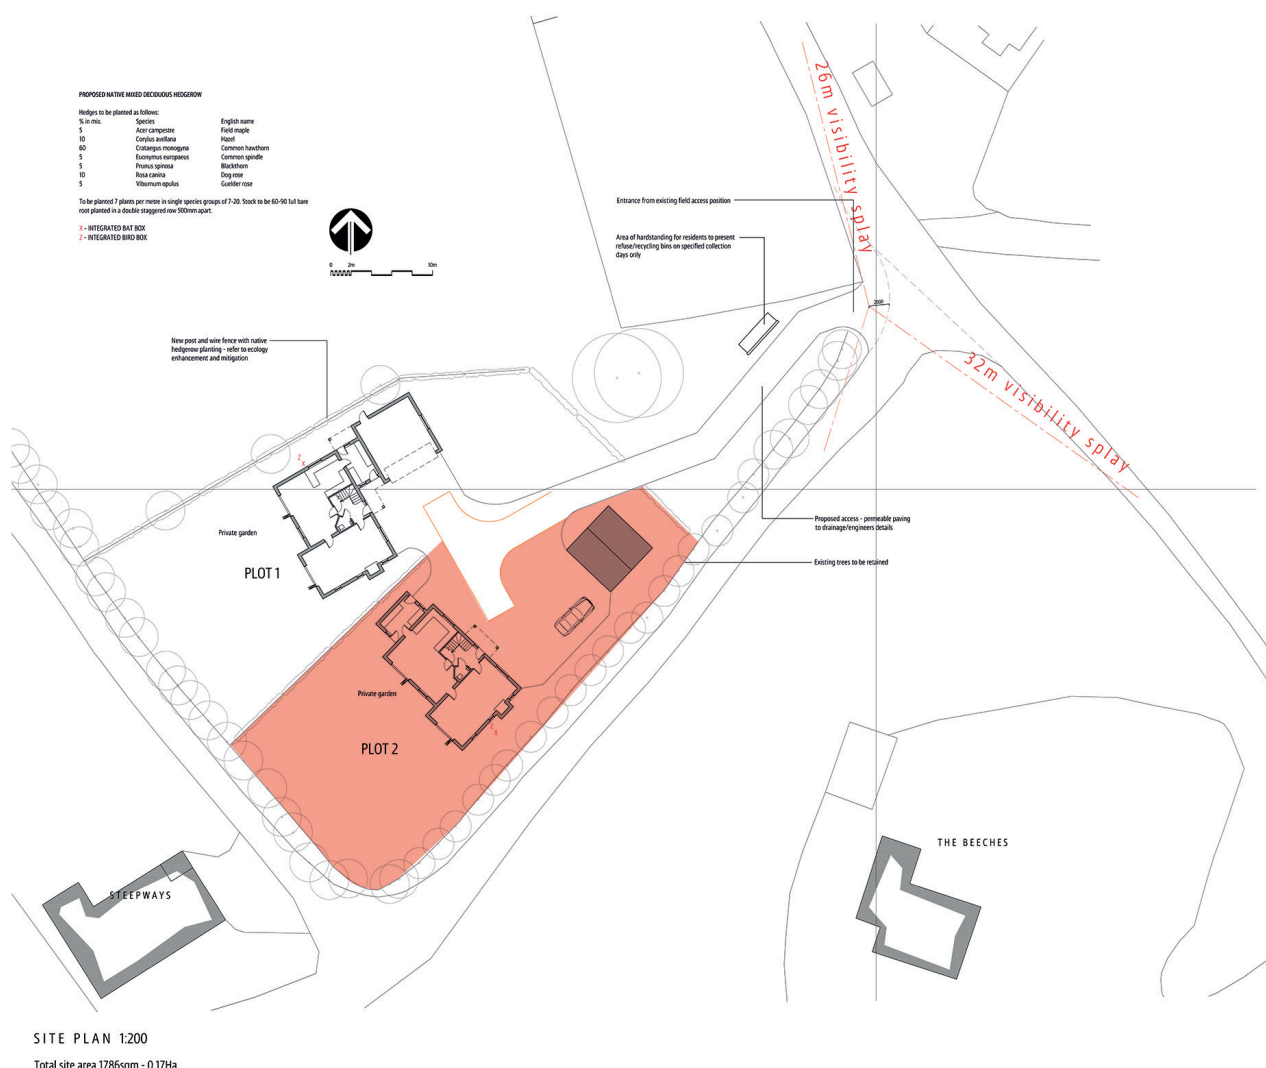 PROPOSED NATIVE MIXED DECIDUOUS HEDGEROW
Hedges to be planted as follows:
% in mix. Species English name
5 Acer campestre Field maple
10 Corylus avellana Hazel
60 Crataegus monogyna Common hawthorn
5 Euonymus europaeus Common spindle
5 Prunus spinosa Blackthorn
10 Rosa canina Dog rose
5 Viburnum opulus Guelder rose
To be planted 7 plants per metre in single species groups of 7-20. Stock to be 60-90 1u1 bare
root planted in a double staggered row 500mm apart.
X - INTEGRATED BAT BOX
Z - INTEGRATED BIRD BOX
0 2m 10m
26m visibility splay
Entrance from existing field access position
Area of hardstanding for residents to present
refuse/recycling bins on specified collection
days only
2000
New post and wire fence with native
hedgerow planting - refer to ecology
enhancement and mitigation
32m visibility splay
Z
X
Private garden
PLOT 1
Proposed access - permeable paving
to drainage/engineers details
Existing trees to be retained
Private garden
Z
X
PLOT 2
THE BEECHES
STEEPWAYS
SITE PLAN 1:200
Total site area 1786sqm - 0.17Ha